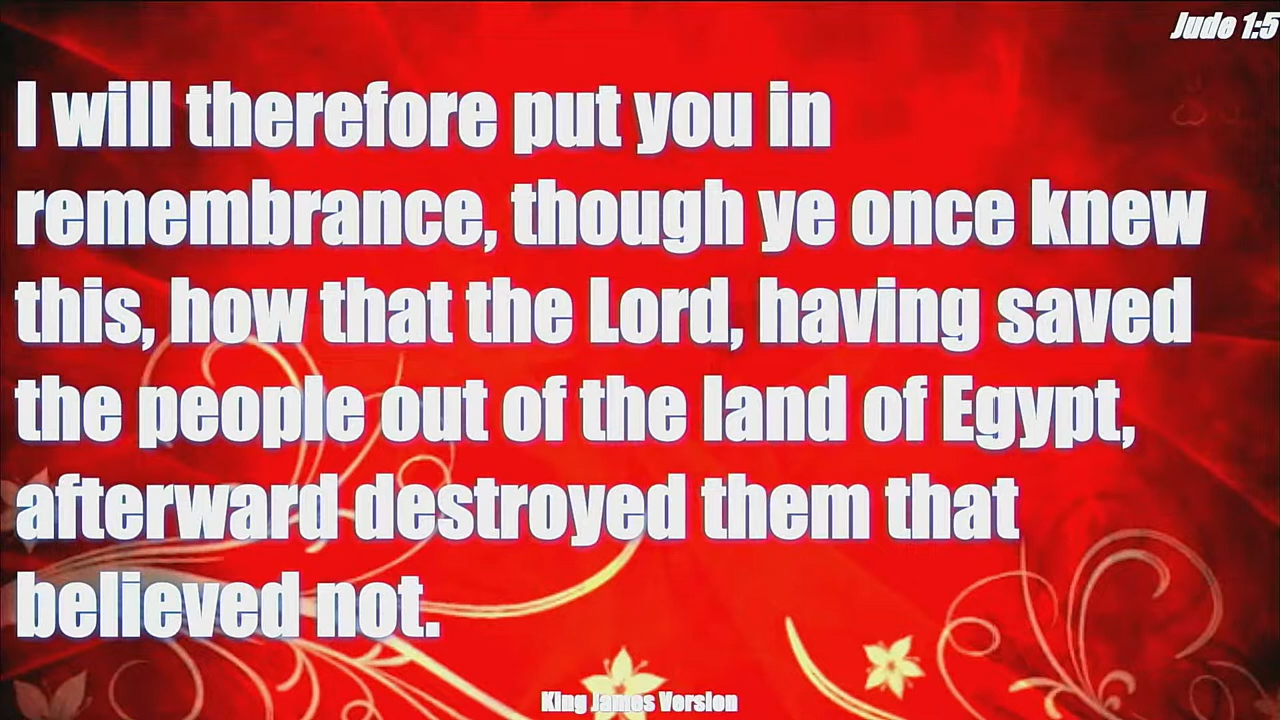 Jude 1:5
I will therefore put you in
remembrance, though ye once knew
this, how that the Lord, having saved
the people out of the land of Egypt,
afterward destroyed them that
believed not.
King James Version